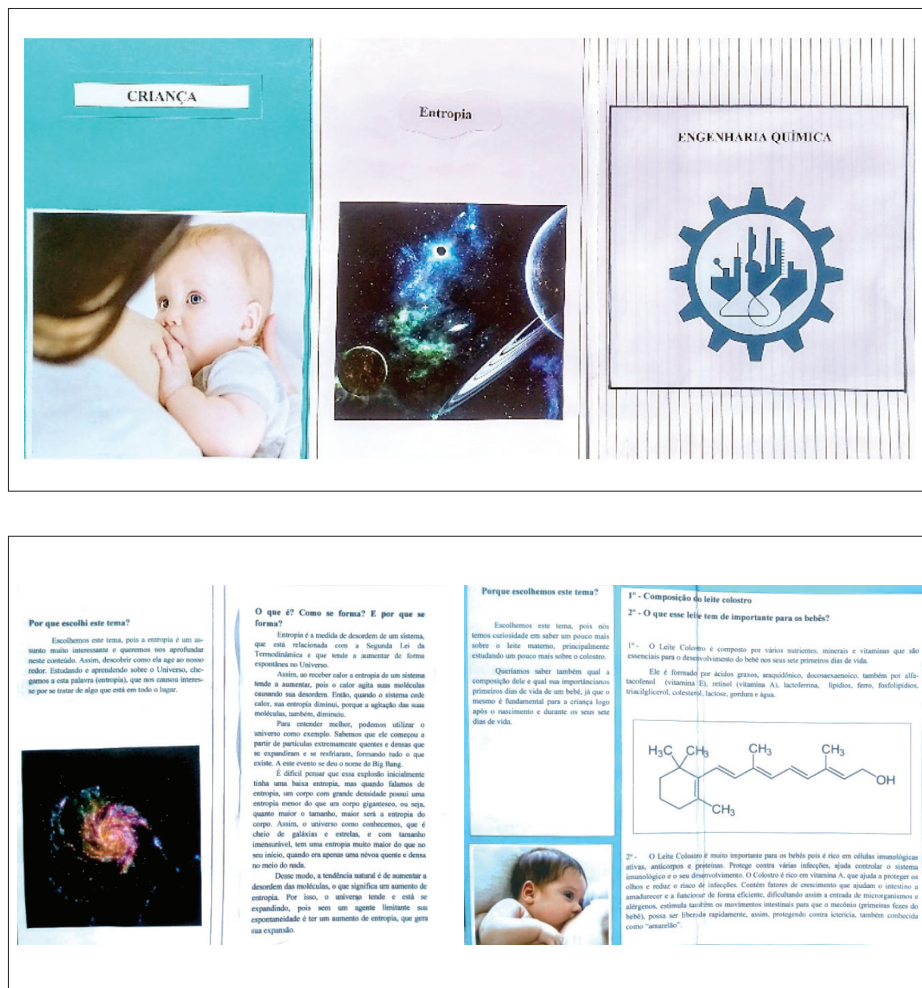 CRIANÇA
Entropia
ENGENHARIA QUÍMICA
Por que escolhi este tema?
Escolhemos este tema, pois a entropia é um as-
sunto muito interessante e queremos nos aprofundar
neste conteúdo. Assim, descobrir como ela age ao nosso
redor. Estudando e aprendendo sobre o Universo, che-
gamos a esta palavra (entropia), que nos causou interes-
se por se tratar de algo que está em todo o lugar.
O que é? Como se forma? E por que se
forma?
Entropia é a medida de desordem de um sistema,
que está relacionada com a Segunda Lei da
Termodinâmica e que tende a aumentar de forma
espontânea no Universo.
Assim, ao receber calor a entropia de um sistema
tende a aumentar, pois o calor agita suas moléculas
causando sua desordem. Então, quando o sistema cede
calor, sua entropia diminui, porque a agitação das suas
moléculas, também, diminuiu.
Para entender melhor, podemos utilizar o
universo como exemplo. Sabemos que ele começou a
partir de partículas extremamente quentes e densas que
se expandiram e se resfriaram, formando tudo o que
existe. A este evento se deu o nome de Big Bang.
É difícil pensar que essa explosão inicialmente
tinha uma baixa entropia, mas quando falamos de
entropia, um corpo com grande densidade possui uma
entropia menor do que um corpo gigantesco, ou seja,
quanto maior o tamanho, maior será a entropia do
corpo. Assim, o universo como conhecemos, que é
cheio de galáxias e estrelas, e com tamanho
imensurável, tem uma entropia muito maior do que no
seu início, quando era apenas uma névoa quente e densa
no meio do nada.
Desse modo, a tendência natural é de aumentar a
desordem das moléculas, o que significa um aumento de
entropia. Por isso, o universo tende e está se
expandindo, pois sem um agente limitante sua
espontaneidade é ter um aumento de entropia, que gera
sua expansão.
Porque escolhemos este tema?
Escolhemos este tema, pois nós
temos curiosidade em saber um pouco mais
sobre o leite materno, principalmente
estudando um pouco mais sobre o colostro.
Queríamos saber também qual a
composição dele e qual sua importâncianos
primeiros dias de vida de um bebê, já que o
mesmo é fundamental para a criança logo
após o nascimento e durante os seus sete
dias de vida.
1º - Composição do leite colostro
2º - O que esse leite tem de importante para os bebês?
1º - O Leite Colostro é composto por vários nutrientes, minerais e vitaminas que são
essenciais para o desenvolvimento do bebê nos seus sete primeiros dias de vida.
Ele é formado por ácidos graxos, araquidônico, docosaexaenoico, também por alfa-
tacofenol (vitamina E), retinol (vitamina A), lactoferrina, lipídios, ferro, fosfolipídios,
triacilglicerol, colesterol, lactose, gordura e água.
H₃C CH₃ CH₃ CH₃
OH
CH₃
2º - O Leite Colostro é muito importante para os bebês pois é rico em células imunológicas
ativas, anticorpos e proteínas. Protege contra várias infecções, ajuda controlar o sistema
imunológico e o seu desenvolvimento. O Colostro é rico em vitamina A, que ajuda a proteger os
olhos e reduz o risco de infecções. Contém fatores de crescimento que ajudam o intestino a
amadurecer e a funcionar de forma eficiente, dificultando assim a entrada de microrganismos e
alérgenos, estimula também os movimentos intestinais para que o mecônio (primeiras fezes do
bebê), possa ser liberada rapidamente, assim, protegendo contra icterícia, também conhecida
como "amarelão".